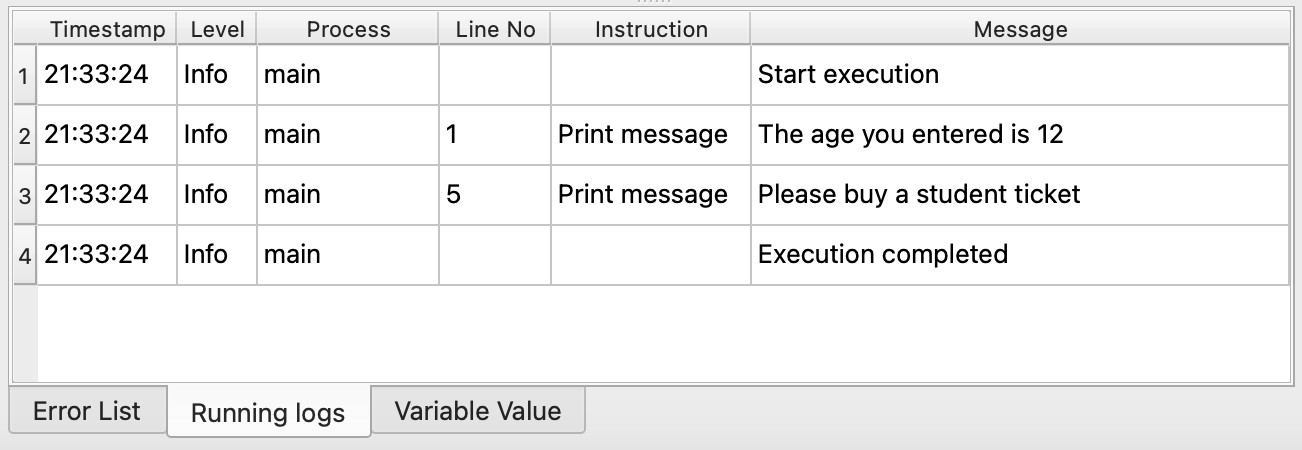 Timestamp Level Process Line No Instruction Message
1 21:33:24 Info main Start execution
2 21:33:24 Info main 1 Print message The age you entered is 12
3 21:33:24 Info main 5 Print message Please buy a student ticket
4 21:33:24 Info main Execution completed
Error List Running logs Variable Value